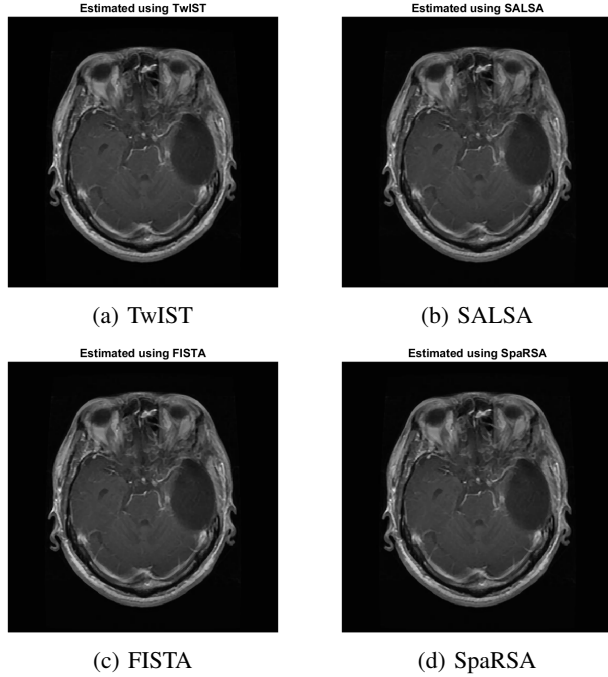 Estimated using TwIST
Estimated using SALSA
(a) TwIST
(b) SALSA
Estimated using FISTA
Estimated using SpaRSA
(c) FISTA
(d) SpaRSA